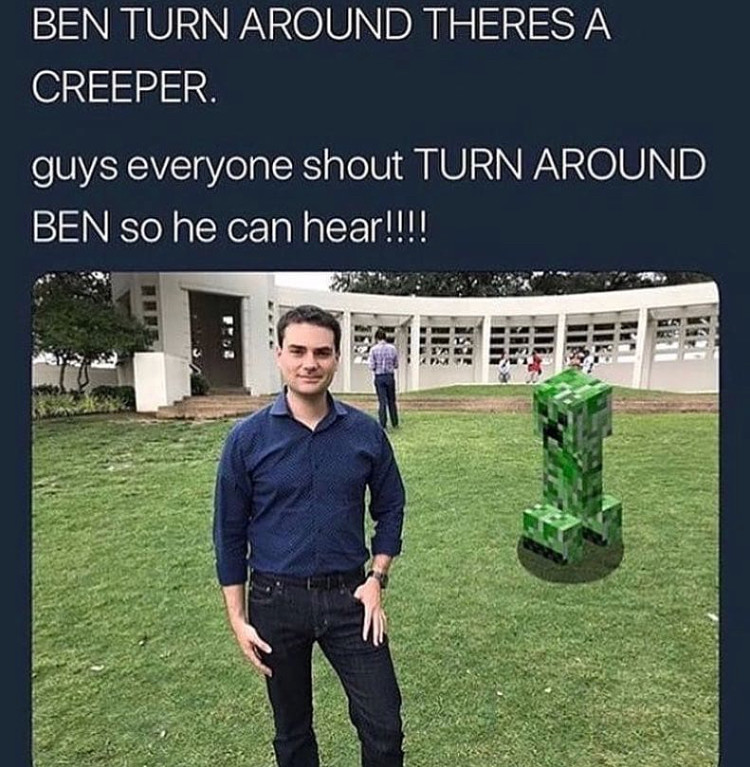 BEN TURN AROUND THERES A
CREEPER.
guys everyone shout TURN AROUND
BEN so he can hear!!!!